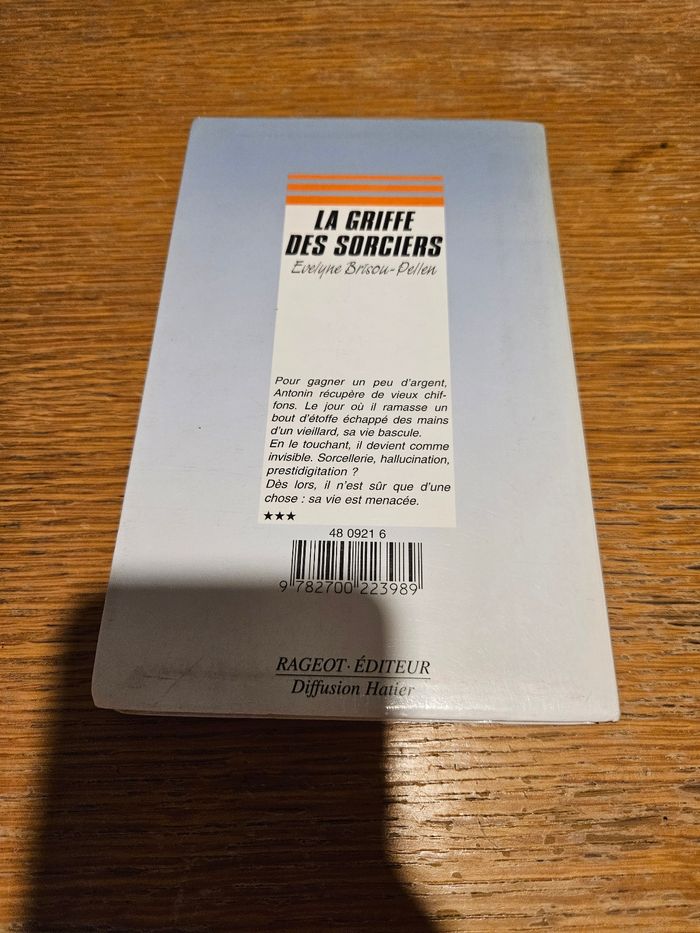 LA GRIFFE
DES SORCIERS
Evelyne Brisou-Pellen
Pour gagner un peu d'argent,
Antonin récupère de vieux chif-
fons. Le jour où il ramasse un
bout d'étoffe échappé des mains
d'un vieillard, sa vie bascule.
En le touchant, il devient comme
invisible. Sorcellerie, hallucination,
prestidigitation ?
Dès lors, il n'est sûr que d'une
chose : sa vie est menacée.
★★★
48 0921 6
9 782700 223989
RAGEOT · ÉDITEUR
Diffusion Hatier